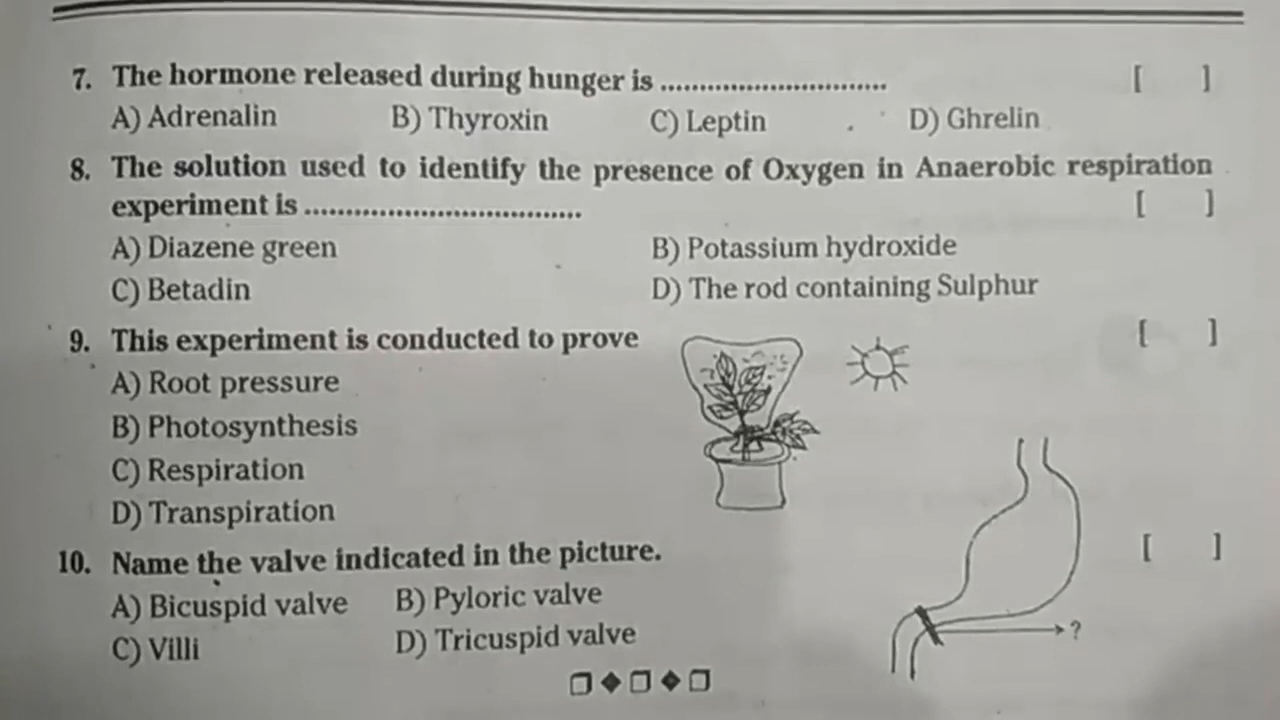 7. The hormone released during hunger is ........................... [ ]
A) Adrenalin B) Thyroxin C) Leptin D) Ghrelin
8. The solution used to identify the presence of Oxygen in Anaerobic respiration
experiment is ................................. [ ]
A) Diazene green B) Potassium hydroxide
C) Betadin D) The rod containing Sulphur
9. This experiment is conducted to prove [ ]
A) Root pressure
B) Photosynthesis
C) Respiration
D) Transpiration
10. Name the valve indicated in the picture. [ ]
A) Bicuspid valve B) Pyloric valve
C) Villi D) Tricuspid valve
?